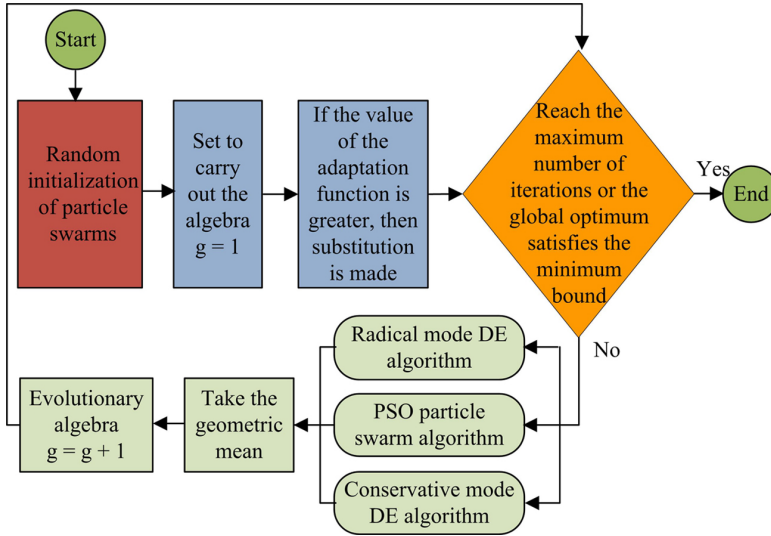 Start
Random
initialization
of particle
swarms
Set to
carry out
the
algebra
g = 1
If the value
of the
adaptation
function is
greater, then
substitution
is made
Reach the
maximum
number of
iterations or the
global optimum
satisfies the
minimum
bound
Yes
End
No
Radical mode DE
algorithm
PSO particle
swarm algorithm
Conservative mode
DE algorithm
Take the
geometric
mean
Evolutionary
algebra
g = g + 1